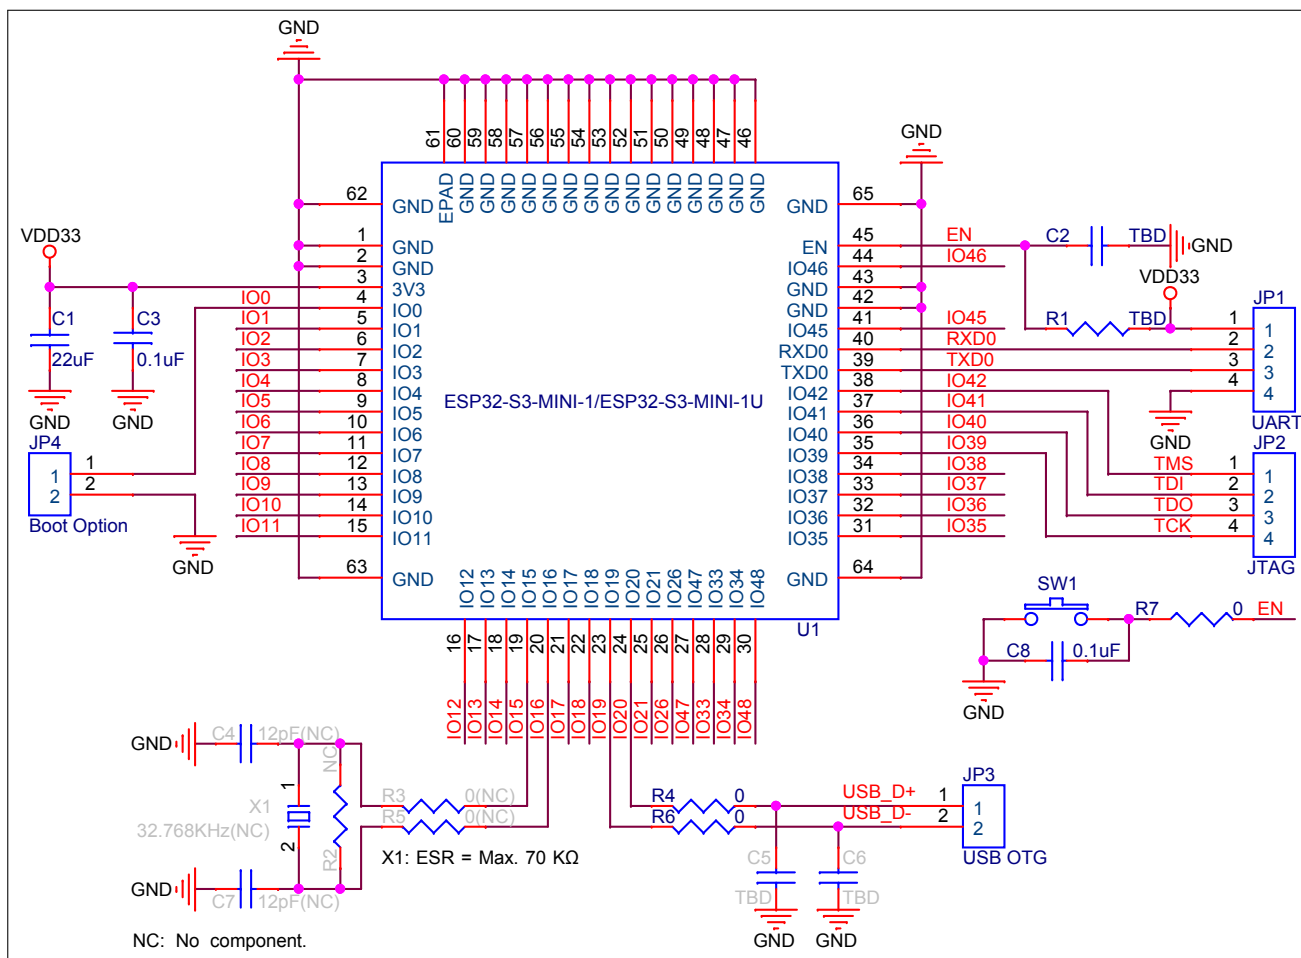 GND
61 60 59 58 57 56 55 54 53 52 51 50 49 48 47 46
EPAD GND GND GND GND GND GND GND GND GND GND GND GND GND GND GND
GND
62 GND
GND 65
VDD33
1 GND
EN 45 EN
C2 TBD GND
2 GND
IO46 44 IO46
3 3V3
GND 43
VDD33
IO0 4 IO0
GND 42
JP1
C1 22uF
C3 0.1uF
IO1 5 IO1
IO45 41 IO45
R1 TBD 1 1
IO2 6 IO2
RXD0 40 RXD0 2 2
IO3 7 IO3
TXD0 39 TXD0 3 3
IO4 8 IO4
IO42 38 IO42
4 4
ESP32-S3-MINI-1/ESP32-S3-MINI-1U
GND GND
IO5 9 IO5
IO41 37 IO41
UART
IO6 10 IO6
IO40 36 IO40
GND
JP4
IO7 11 IO7
IO39 35 IO39
JP2
1 1
IO8 12 IO8
IO38 34 IO38
TMS 1 1
2 2
IO9 13 IO9
IO37 33 IO37
TDI 2 2
IO10 14 IO10
IO36 32 IO36
TDO 3 3
Boot Option
IO11 15 IO11
IO35 31 IO35
TCK 4 4
GND
JTAG
63 GND
GND 64
IO12 IO13 IO14 IO15 IO16 IO17 IO18 IO19 IO20 IO21 IO26 IO47 IO33 IO34 IO48
U1
16 17 18 19 20 21 22 23 24 25 26 27 28 29 30
IO12 IO13 IO14 IO15 IO16 IO17 IO18 IO19 IO20 IO21 IO26 IO47 IO33 IO34 IO48
SW1
R7 0 EN
C8 0.1uF
GND
GND C4 12pF(NC)
NC
1
X1
32.768KHz(NC)
2
R2
R3 0(NC)
R5 0(NC)
X1: ESR = Max. 70 KΩ
GND C7 12pF(NC)
NC: No component.
JP3
R4 0 USB_D+ 1 1
R6 0 USB_D- 2 2
USB OTG
C5 TBD
C6 TBD
GND GND